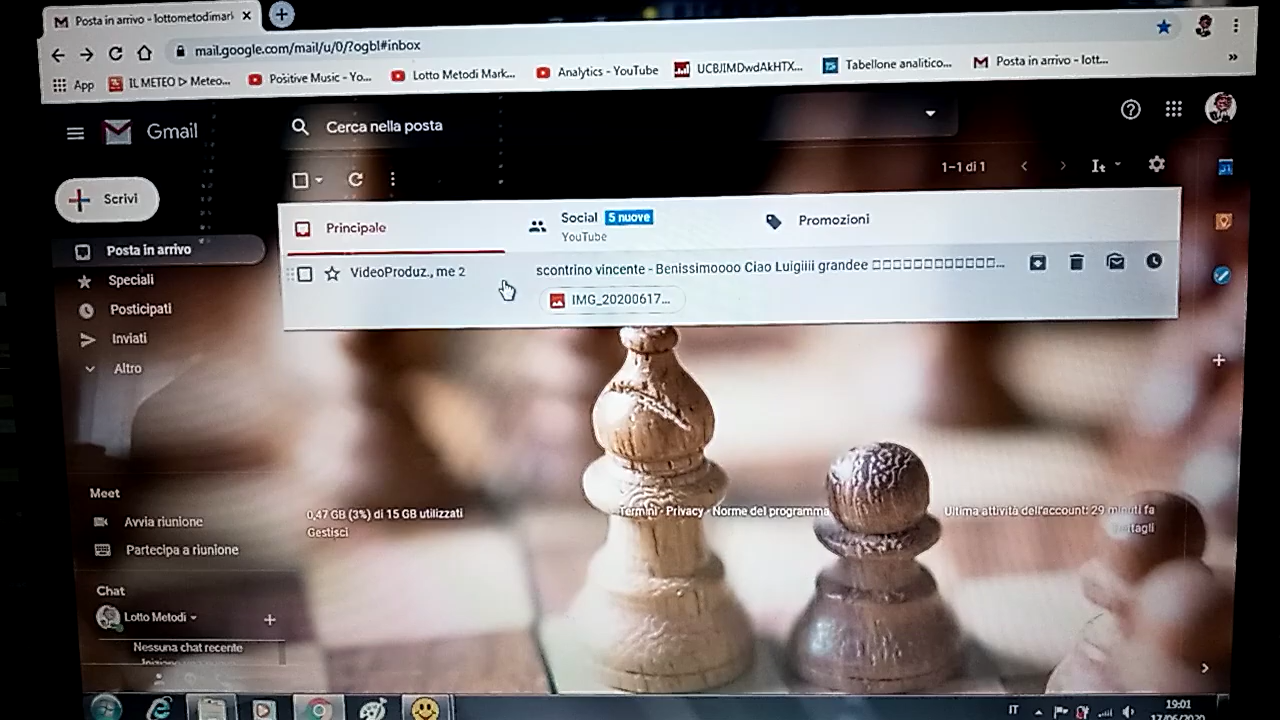 Posta in arrivo - lottometodimark
mail.google.com/mail/u/0/?ogbl#inbox
App
IL METEO ▷ Meteo...
Positive Music - Yo...
Lotto Metodi Mark...
Analytics - YouTube
UCBJIMDwdAkHTX...
Tabellone analitico...
Posta in arrivo - lott...
»
Gmail
Cerca nella posta
1–1 di 1
Scrivi
Principale
Social 5 nuove
YouTube
Promozioni
Posta in arrivo
VideoProduz., me 2
scontrino vincente - Benissimoooo Ciao Luigiiii grandee □□□□□□□□□□□...
IMG_20200617...
Speciali
Posticipati
Inviati
Altro
Meet
Avvia riunione
Partecipa a riunione
0,47 GB (3%) di 15 GB utilizzati
Gestisci
Termini · Privacy · Norme del programma
Ultima attività dell'account: 29 minuti fa
Dettagli
Chat
Lotto Metodi
Nessuna chat recente
IT
19:01
17/06/2020